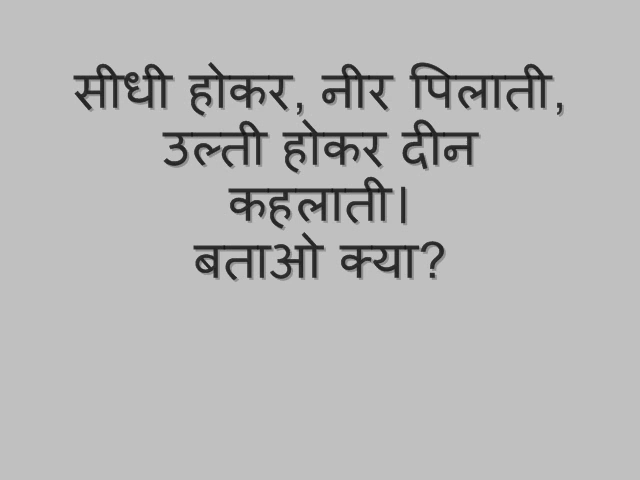 सीधी होकर, नीर पिलाती,
उल्ती होकर दीन
कहलाती।
बताओ क्या?